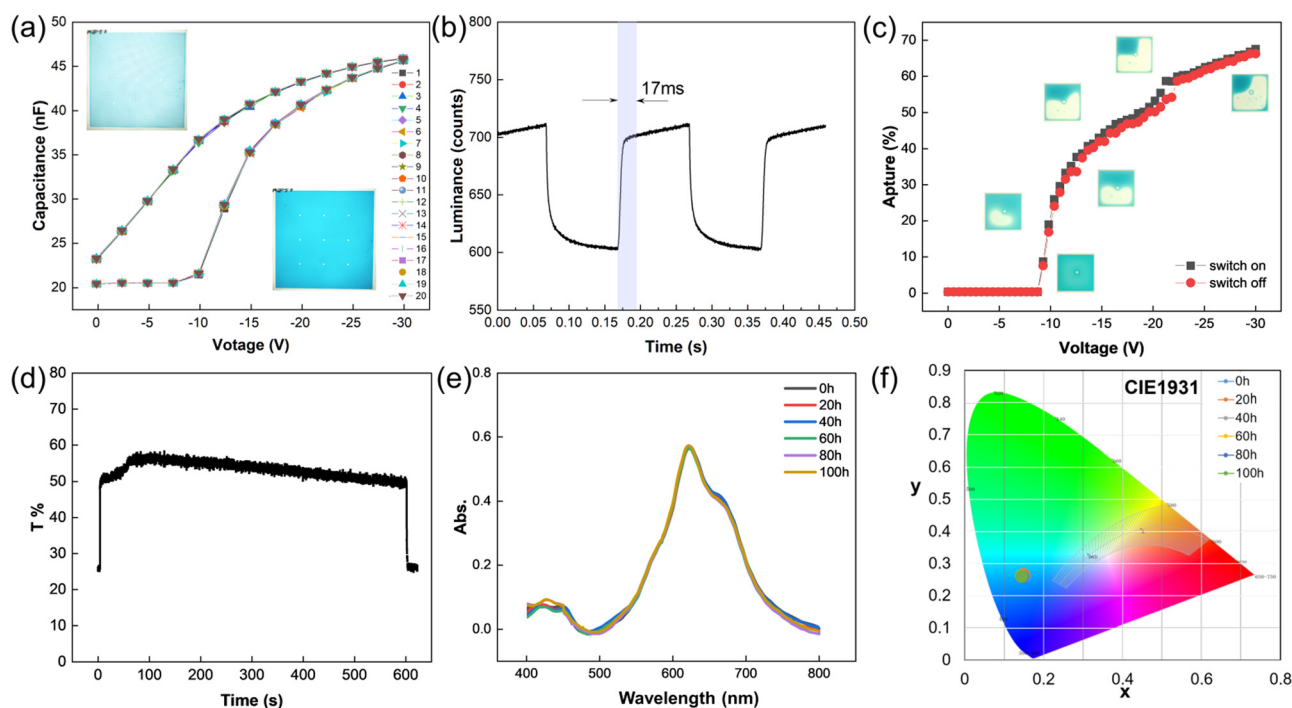 (a)
50
45
40
35
30
25
20
Capacitance (nF)
0 -5 -10 -15 -20 -25 -30
Votage (V)
1
2
3
4
5
6
7
8
9
10
11
12
13
14
15
16
17
18
19
20
(b)
800
750
700
650
600
550
Luminance (counts)
17ms
0.00 0.05 0.10 0.15 0.20 0.25 0.30 0.35 0.40 0.45 0.50
Time (s)
(c)
70
60
50
40
30
20
10
0
Apture (%)
switch on
switch off
0 -5 -10 -15 -20 -25 -30
Voltage (V)
(d)
80
70
60
50
40
30
20
10
0
T %
0 100 200 300 400 500 600
Time (s)
(e)
0.8
0.6
0.4
0.2
0.0
Abs.
0h
20h
40h
60h
80h
100h
400 500 600 700 800
Wavelength (nm)
(f)
0.9
0.8
0.7
0.6
0.5
0.4
0.3
0.2
0.1
0
y
CIE1931
0h
20h
40h
60h
80h
100h
0 0.2 0.4 0.6 0.8
x